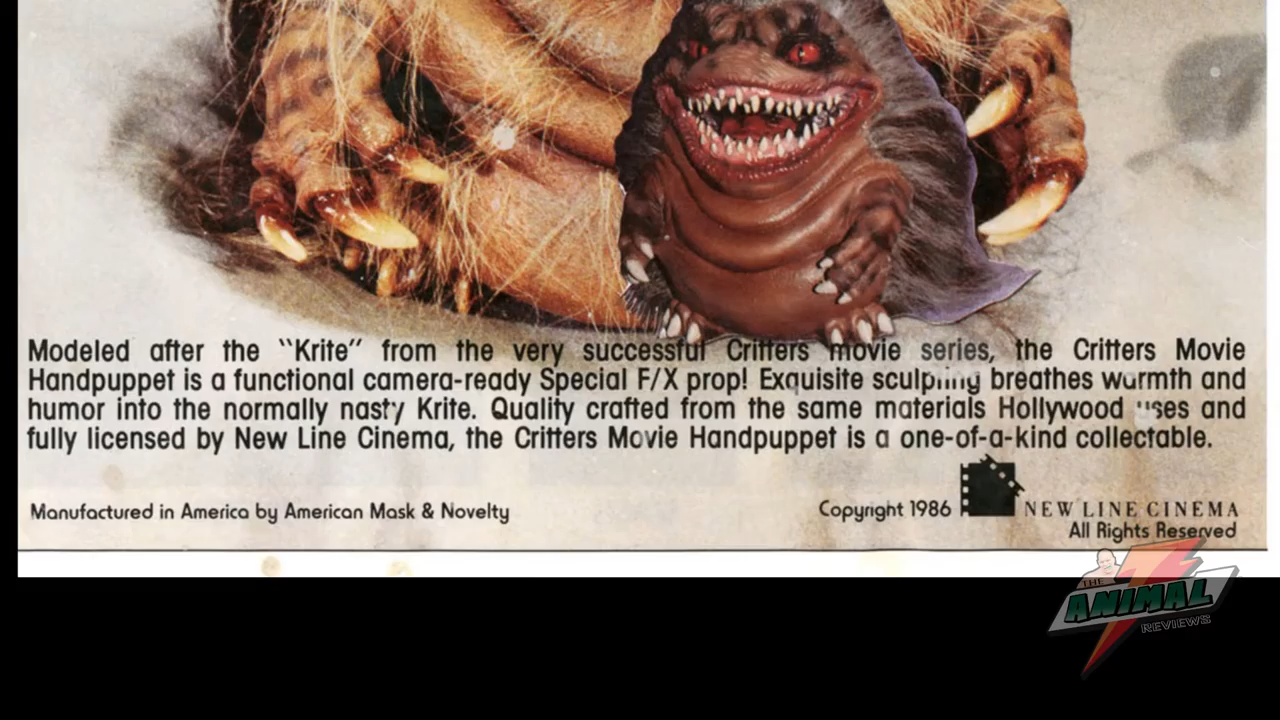 Modeled after the "Krite" from the very successful Critters movie series, the Critters Movie
Handpuppet is a functional camera-ready Special F/X prop! Exquisite sculpting breathes warmth and
humor into the normally nasty Krite. Quality crafted from the same materials Hollywood uses and
fully licensed by New Line Cinema, the Critters Movie Handpuppet is a one-of-a-kind collectable.
Manufactured in America by American Mask & Novelty
Copyright 1986 NEW LINE CINEMA
All Rights Reserved
THE
ANIMAL
REVIEWS